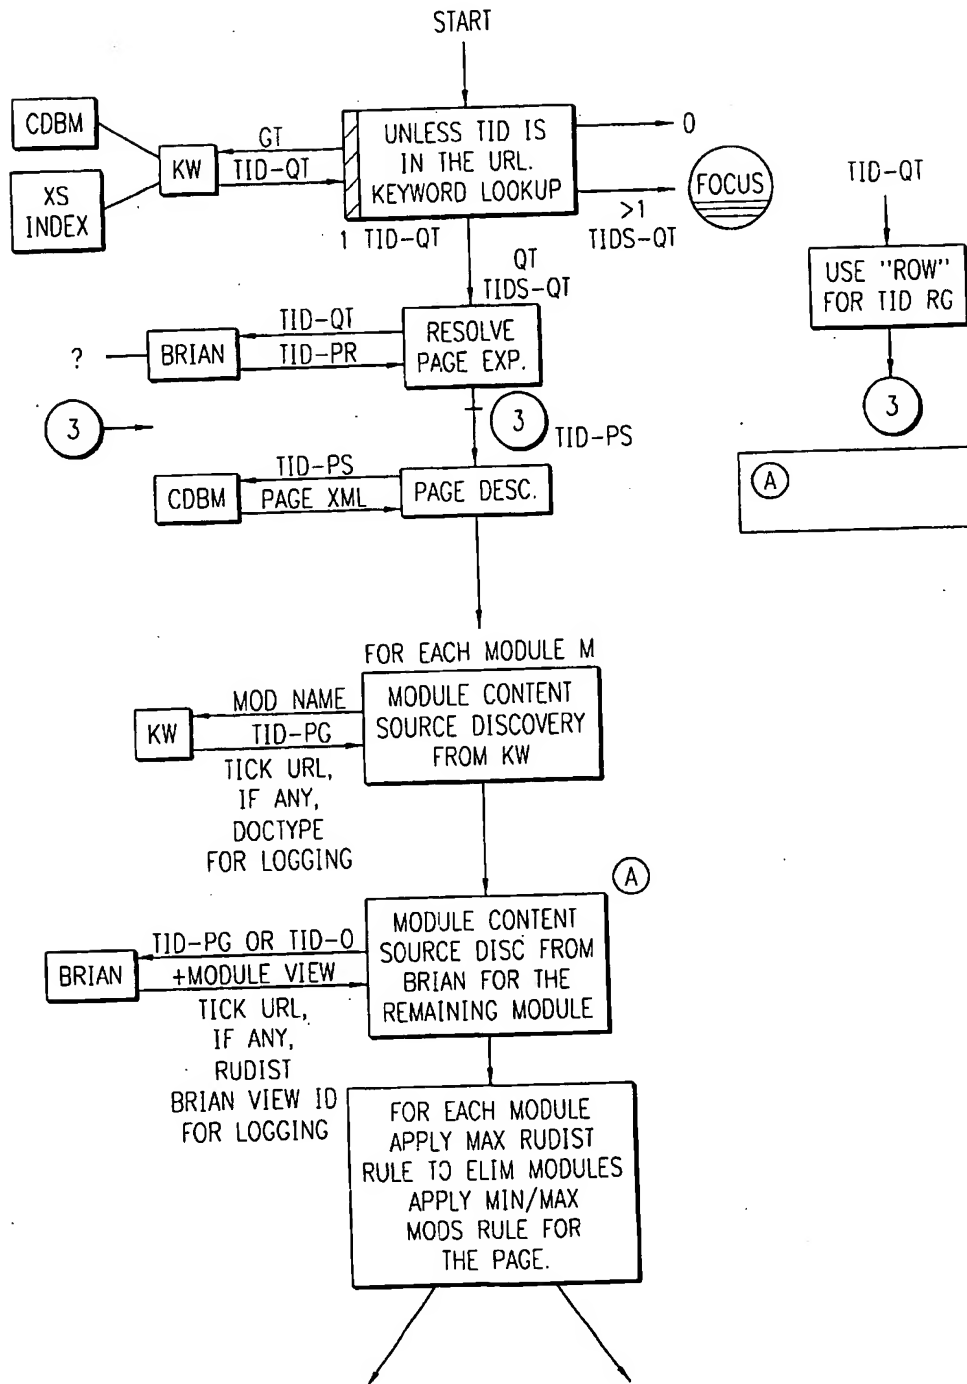 START
CDBM
XS
INDEX
KW
GT
TID-QT
UNLESS TID IS
IN THE URL.
KEYWORD LOOKUP
0
FOCUS
>1
TIDS-QT
1 TID-QT
QT
TIDS-QT
TID-QT
USE "ROW"
FOR TID RG
3
A
?
BRIAN
TID-QT
TID-PR
RESOLVE
PAGE EXP.
3
3
TID-PS
CDBM
TID-PS
PAGE XML
PAGE DESC.
FOR EACH MODULE M
KW
MOD NAME
TID-PG
TICK URL,
IF ANY,
DOCTYPE
FOR LOGGING
MODULE CONTENT
SOURCE DISCOVERY
FROM KW
A
BRIAN
TID-PG OR TID-0
+MODULE VIEW
TICK URL,
IF ANY,
RUDIST
BRIAN VIEW ID
FOR LOGGING
MODULE CONTENT
SOURCE DISC FROM
BRIAN FOR THE
REMAINING MODULE
FOR EACH MODULE
APPLY MAX RUDIST
RULE TO ELIM MODULES
APPLY MIN/MAX
MODS RULE FOR
THE PAGE.